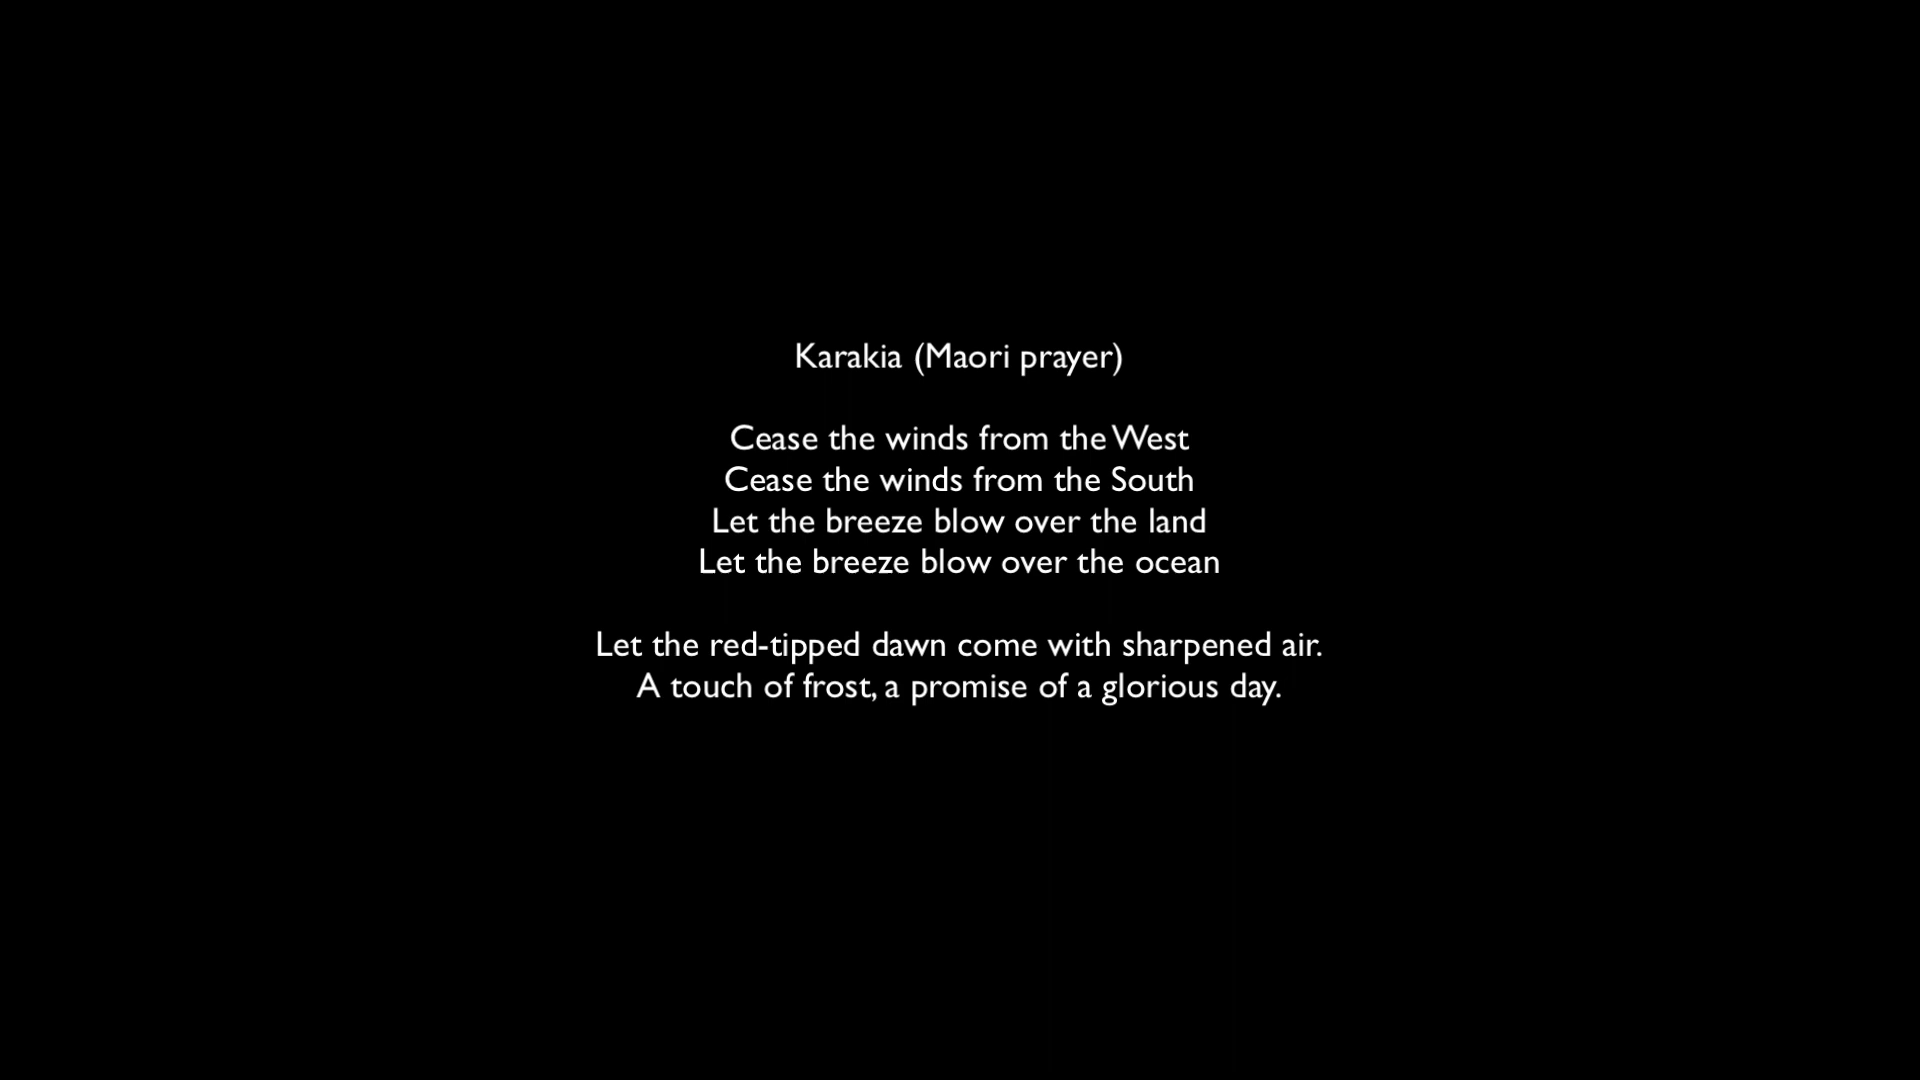 Karakia (Maori prayer)
Cease the winds from the West
Cease the winds from the South
Let the breeze blow over the land
Let the breeze blow over the ocean
Let the red-tipped dawn come with sharpened air.
A touch of frost, a promise of a glorious day.